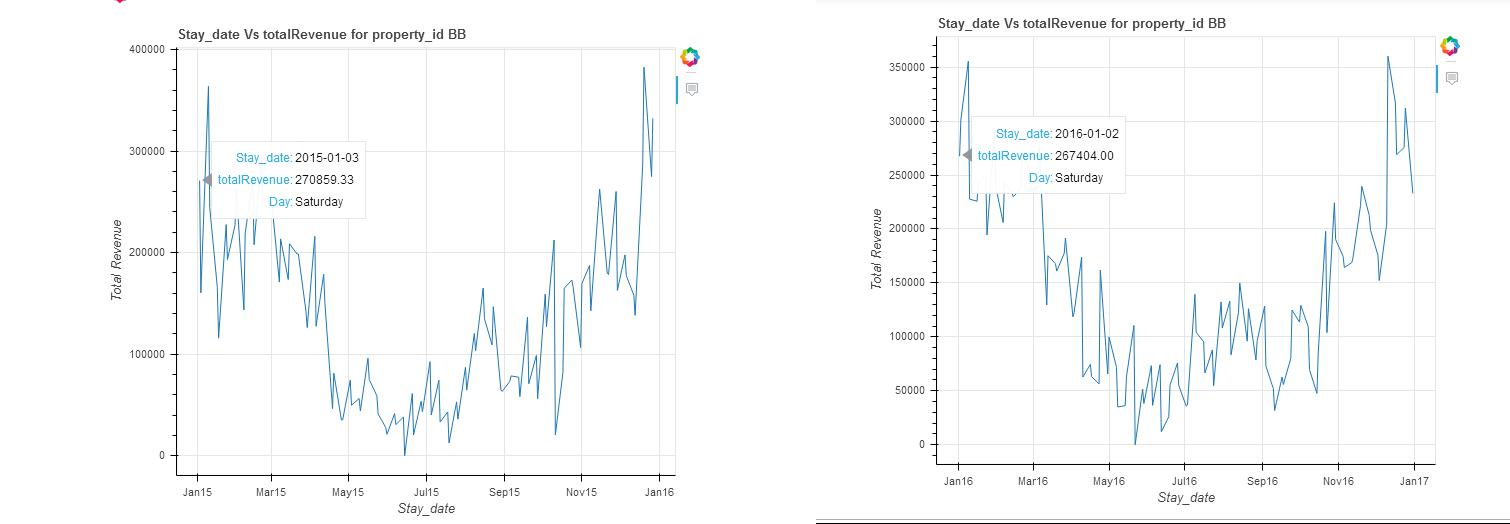 Stay_date Vs totalRevenue for property_id BB
400000
300000
200000
100000
0
Total Revenue
Stay_date: 2015-01-03
totalRevenue: 270859.33
Day: Saturday
Jan15 Mar15 May15 Jul15 Sep15 Nov15 Jan16
Stay_date
Stay_date Vs totalRevenue for property_id BB
350000
300000
250000
200000
150000
100000
50000
0
Total Revenue
Stay_date: 2016-01-02
totalRevenue: 267404.00
Day: Saturday
Jan16 Mar16 May16 Jul16 Sep16 Nov16 Jan17
Stay_date